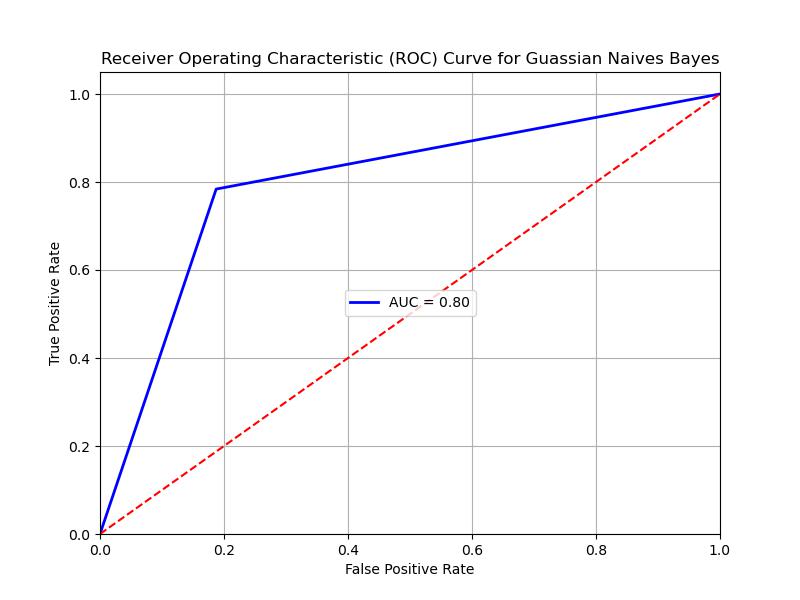 Receiver Operating Characteristic (ROC) Curve for Guassian Naives Bayes
1.0
0.8
0.6
0.4
0.2
0.0
True Positive Rate
AUC = 0.80
0.0 0.2 0.4 0.6 0.8 1.0
False Positive Rate